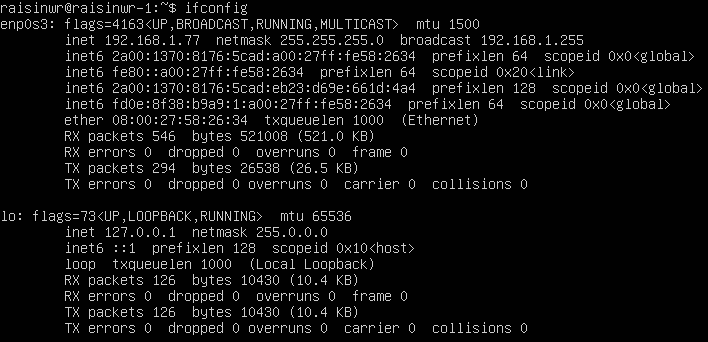 raisinwr@raisinwr-1:~$ ifconfig
enp0s3: flags=4163<UP,BROADCAST,RUNNING,MULTICAST>  mtu 1500
        inet 192.168.1.77  netmask 255.255.255.0  broadcast 192.168.1.255
        inet6 2a00:1370:8176:5cad:a00:27ff:fe58:2634  prefixlen 64  scopeid 0x0<global>
        inet6 fe80::a00:27ff:fe58:2634  prefixlen 64  scopeid 0x20<link>
        inet6 2a00:1370:8176:5cad:eb23:d69e:661d:4a4  prefixlen 128  scopeid 0x0<global>
        inet6 fd0e:8f38:b9a9:1:a00:27ff:fe58:2634  prefixlen 64  scopeid 0x0<global>
        ether 08:00:27:58:26:34  txqueuelen 1000  (Ethernet)
        RX packets 546  bytes 521008 (521.0 KB)
        RX errors 0  dropped 0  overruns 0  frame 0
        TX packets 294  bytes 26538 (26.5 KB)
        TX errors 0  dropped 0 overruns 0  carrier 0  collisions 0

lo: flags=73<UP,LOOPBACK,RUNNING>  mtu 65536
        inet 127.0.0.1  netmask 255.0.0.0
        inet6 ::1  prefixlen 128  scopeid 0x10<host>
        loop  txqueuelen 1000  (Local Loopback)
        RX packets 126  bytes 10430 (10.4 KB)
        RX errors 0  dropped 0  overruns 0  frame 0
        TX packets 126  bytes 10430 (10.4 KB)
        TX errors 0  dropped 0 overruns 0  carrier 0  collisions 0